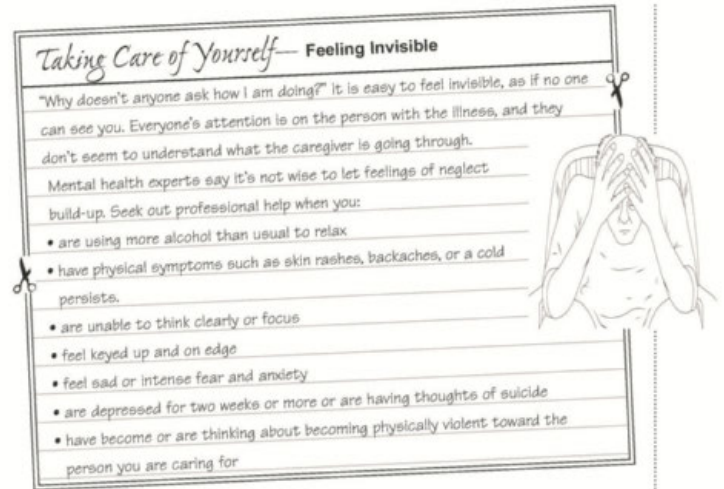 Taking Care of Yourself— Feeling Invisible
"Why doesn't anyone ask how I am doing?" It is easy to feel invisible, as if no one
can see you. Everyone's attention is on the person with the illness, and they
don't seem to understand what the caregiver is going through.
Mental health experts say it's not wise to let feelings of neglect
build-up. Seek out professional help when you:
• are using more alcohol than usual to relax
• have physical symptoms such as skin rashes, backaches, or a cold
persists.
• are unable to think clearly or focus
• feel keyed up and on edge
• feel sad or intense fear and anxiety
• are depressed for two weeks or more or are having thoughts of suicide
• have become or are thinking about becoming physically violent toward the
person you are caring for